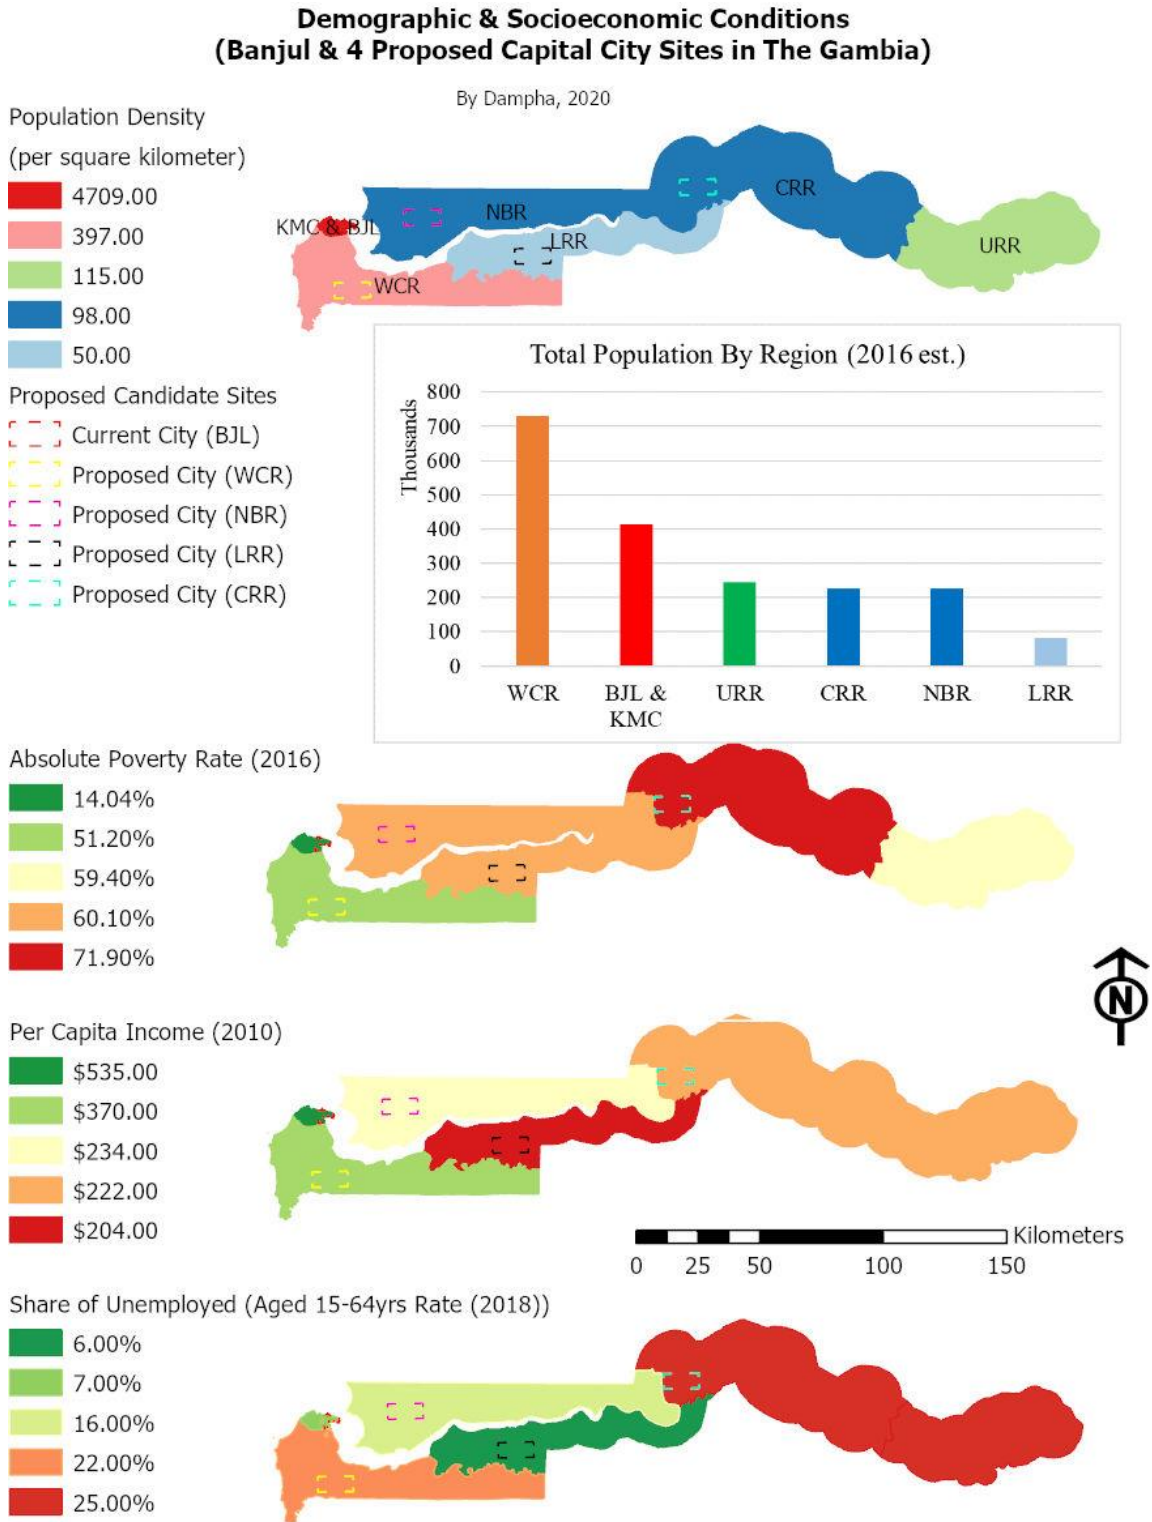 Demographic & Socioeconomic Conditions
(Banjul & 4 Proposed Capital City Sites in The Gambia)
By Dampha, 2020
Population Density
(per square kilometer)
4709.00
397.00
115.00
98.00
50.00
KMC & BJL
NBR
CRR
LRR
URR
WCR
Proposed Candidate Sites
Current City (BJL)
Proposed City (WCR)
Proposed City (NBR)
Proposed City (LRR)
Proposed City (CRR)
Total Population By Region (2016 est.)
Thousands
800
700
600
500
400
300
200
100
0
WCR
BJL &
KMC
URR
CRR
NBR
LRR
Absolute Poverty Rate (2016)
14.04%
51.20%
59.40%
60.10%
71.90%
N
Per Capita Income (2010)
$535.00
$370.00
$234.00
$222.00
$204.00
Kilometers
0 25 50 100 150
Share of Unemployed (Aged 15-64yrs Rate (2018))
6.00%
7.00%
16.00%
22.00%
25.00%